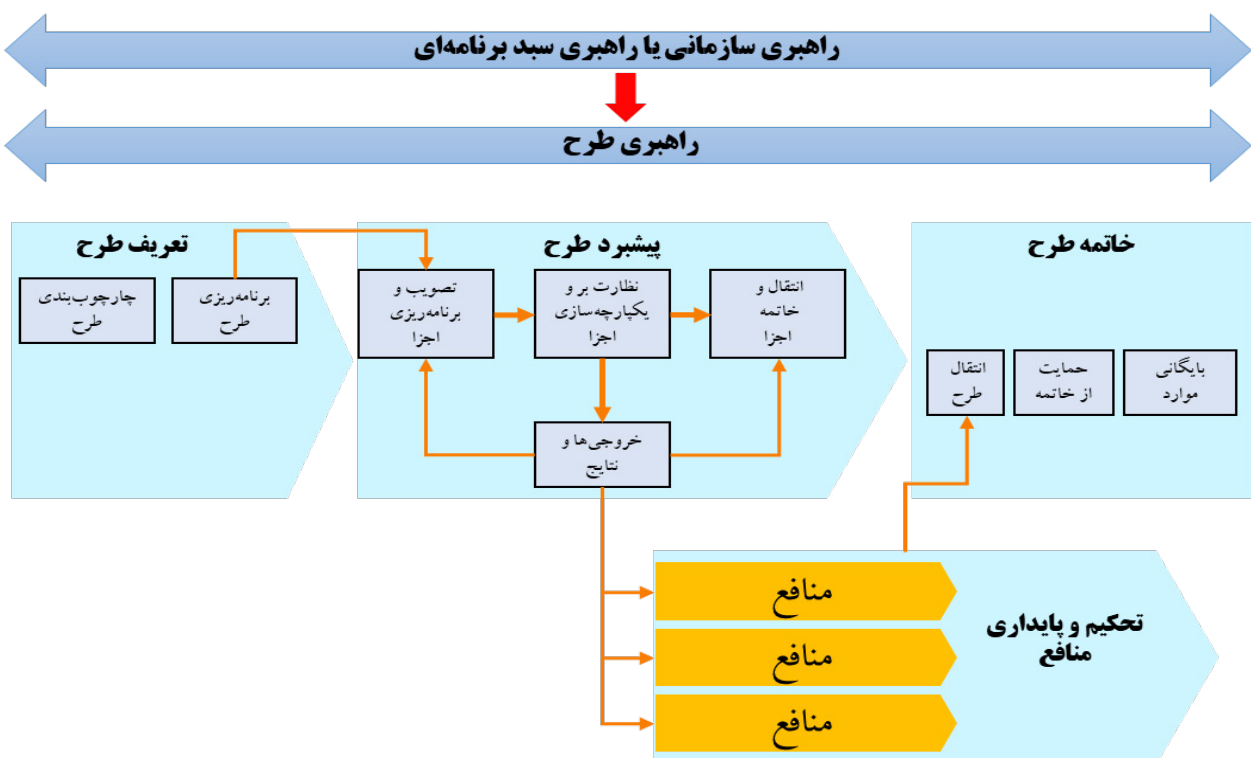 راهبری سازمانی یا راهبری سبد برنامه‌ای
راهبری طرح
تعریف طرح
چارچوب‌بندی
طرح
برنامه‌ریزی
طرح
پیشبرد طرح
تصویب و
برنامه‌ریزی
اجزا
نظارت بر و
یکپارچه‌سازی
اجزا
انتقال و
خاتمه
اجزا
خروجی‌ها و
نتایج
خاتمه طرح
انتقال
طرح
حمایت
از خاتمه
بایگانی
موارد
منافع
منافع
منافع
تحکیم و پایداری
منافع